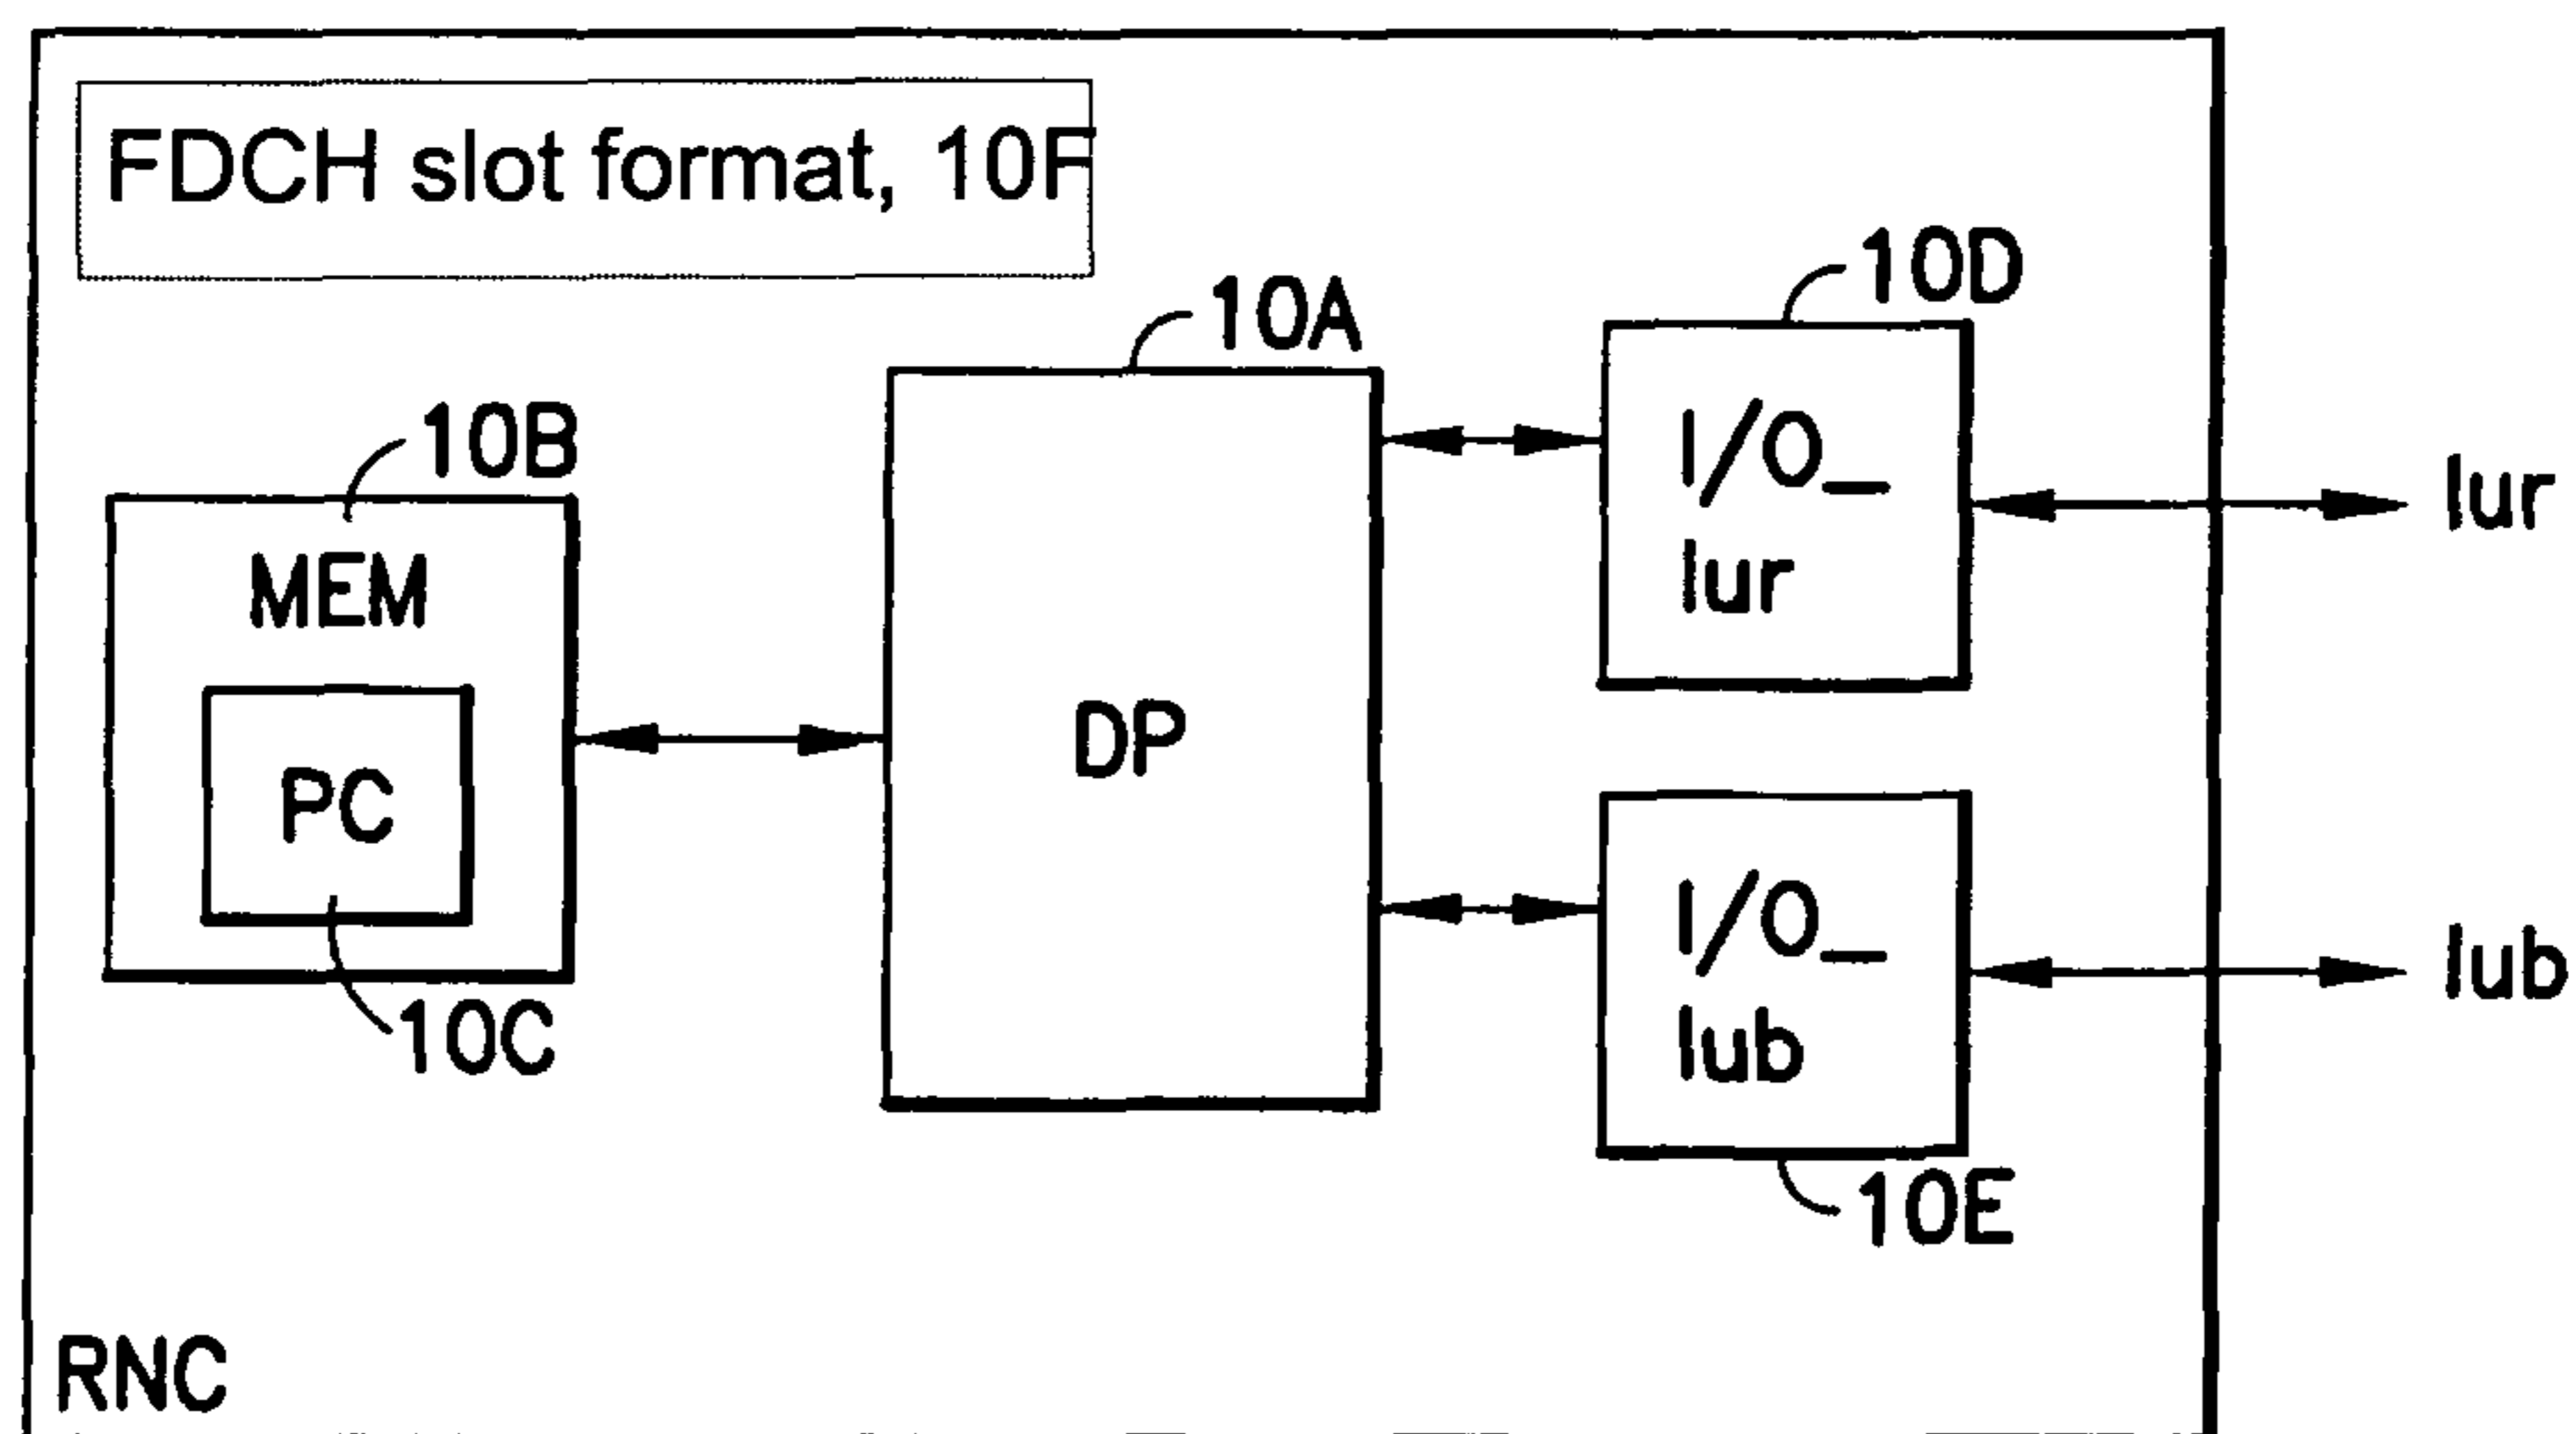 FDCH slot format, 10F
10D
10A
10B
I/O_
Iur
Iur
MEM
DP
PC
I/O_
Iub
Iub
10C
10E
RNC